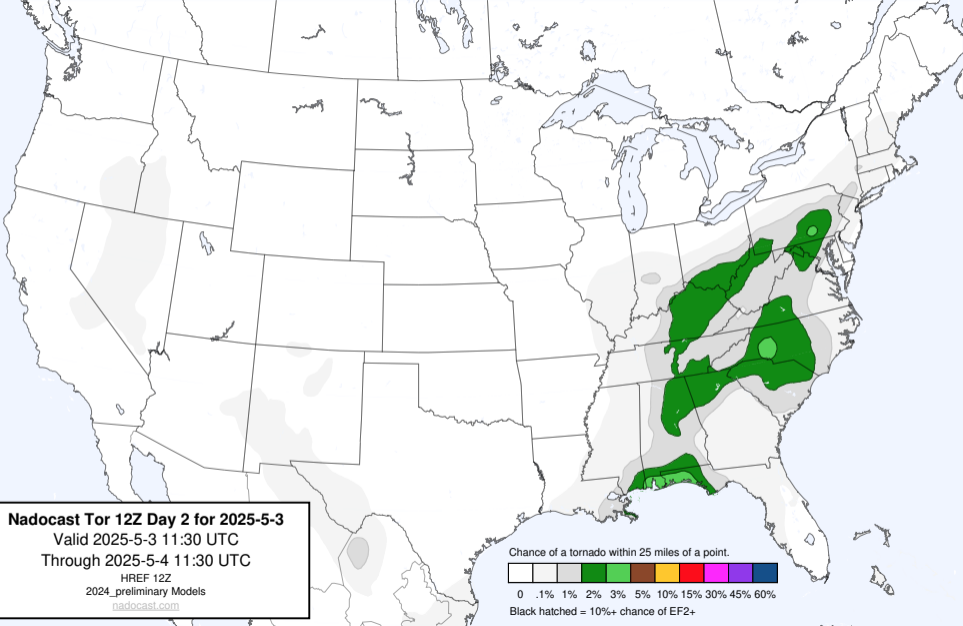 Nadocast Tor 12Z Day 2 for 2025-5-3
Valid 2025-5-3 11:30 UTC
Through 2025-5-4 11:30 UTC
HREF 12Z
2024_preliminary Models
nadocast.com
Chance of a tornado within 25 miles of a point.
0 .1% 1% 2% 3% 5% 10% 15% 30% 45% 60%
Black hatched = 10%+ chance of EF2+